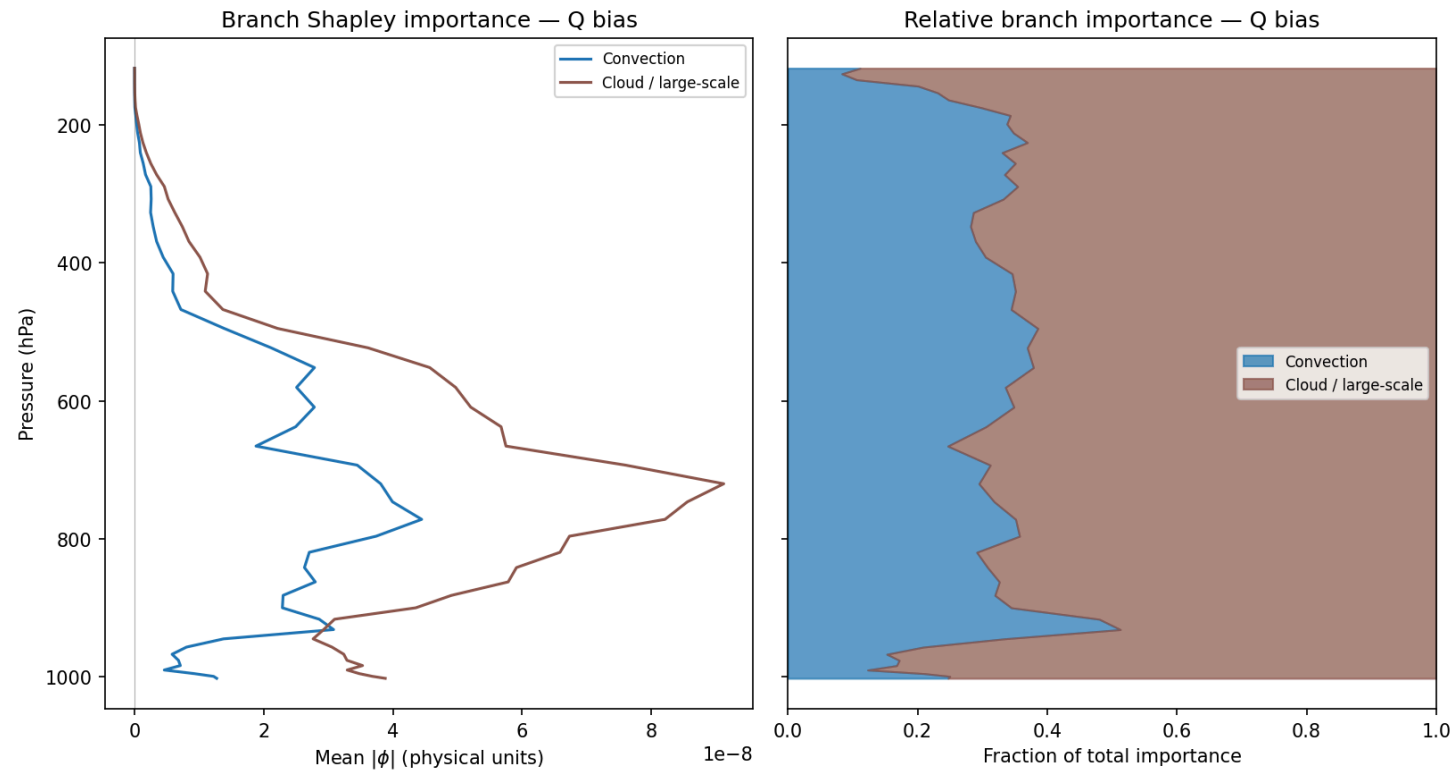 Branch Shapley importance — Q bias
Convection
Cloud / large-scale
200
400
600
800
1000
Pressure (hPa)
0
2
4
6
8
1e−8
Mean |ϕ| (physical units)
Relative branch importance — Q bias
Convection
Cloud / large-scale
0.0
0.2
0.4
0.6
0.8
1.0
Fraction of total importance